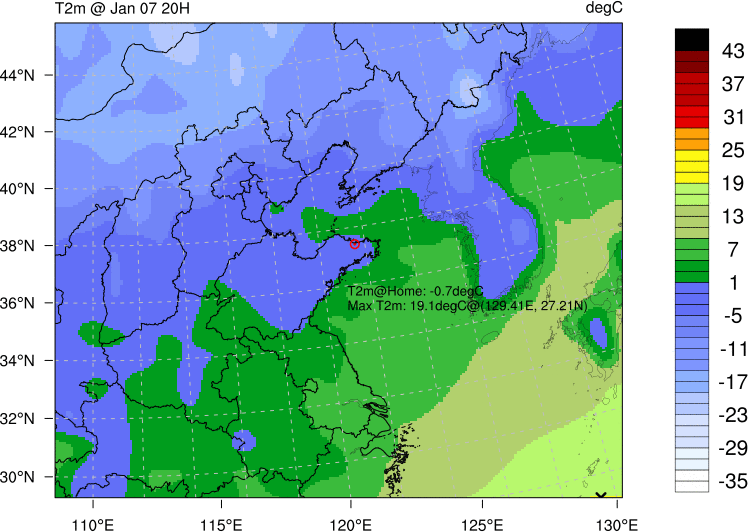 T2m @ Jan 07 20H
degC
44°N
42°N
40°N
38°N
36°N
34°N
32°N
30°N
110°E
115°E
120°E
125°E
130°E
T2m@Home: -0.7degC
Max T2m: 19.1degC@(129.41E, 27.21N)
43
37
31
25
19
13
7
1
-5
-11
-17
-23
-29
-35